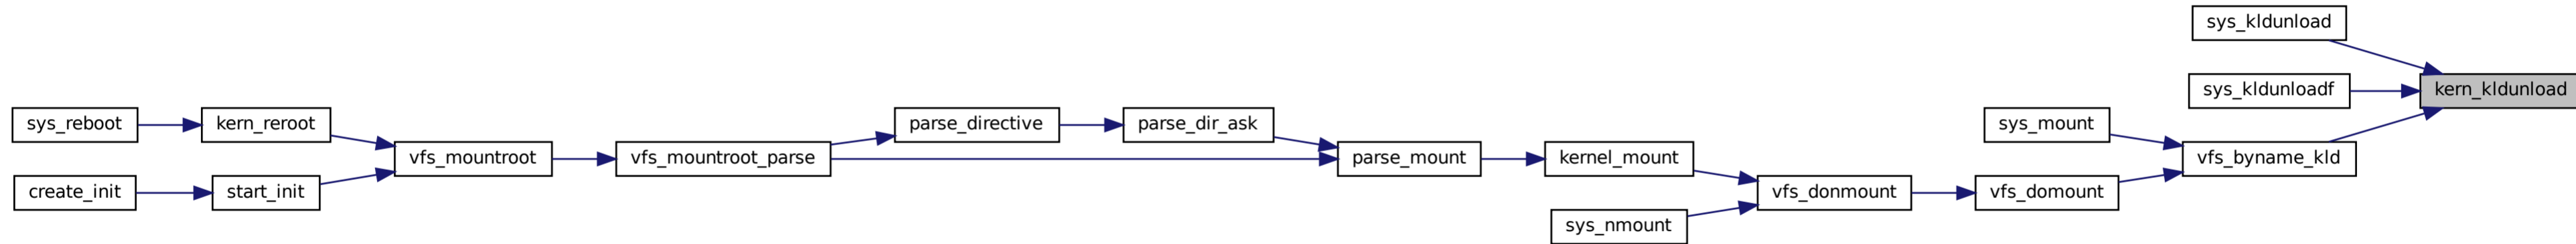 sys_kldunload
sys_kldunloadf
kern_kldunload
sys_reboot
kern_reroot
parse_directive
parse_dir_ask
sys_mount
vfs_mountroot
vfs_mountroot_parse
parse_mount
kernel_mount
vfs_byname_kld
create_init
start_init
vfs_donmount
vfs_domount
sys_nmount